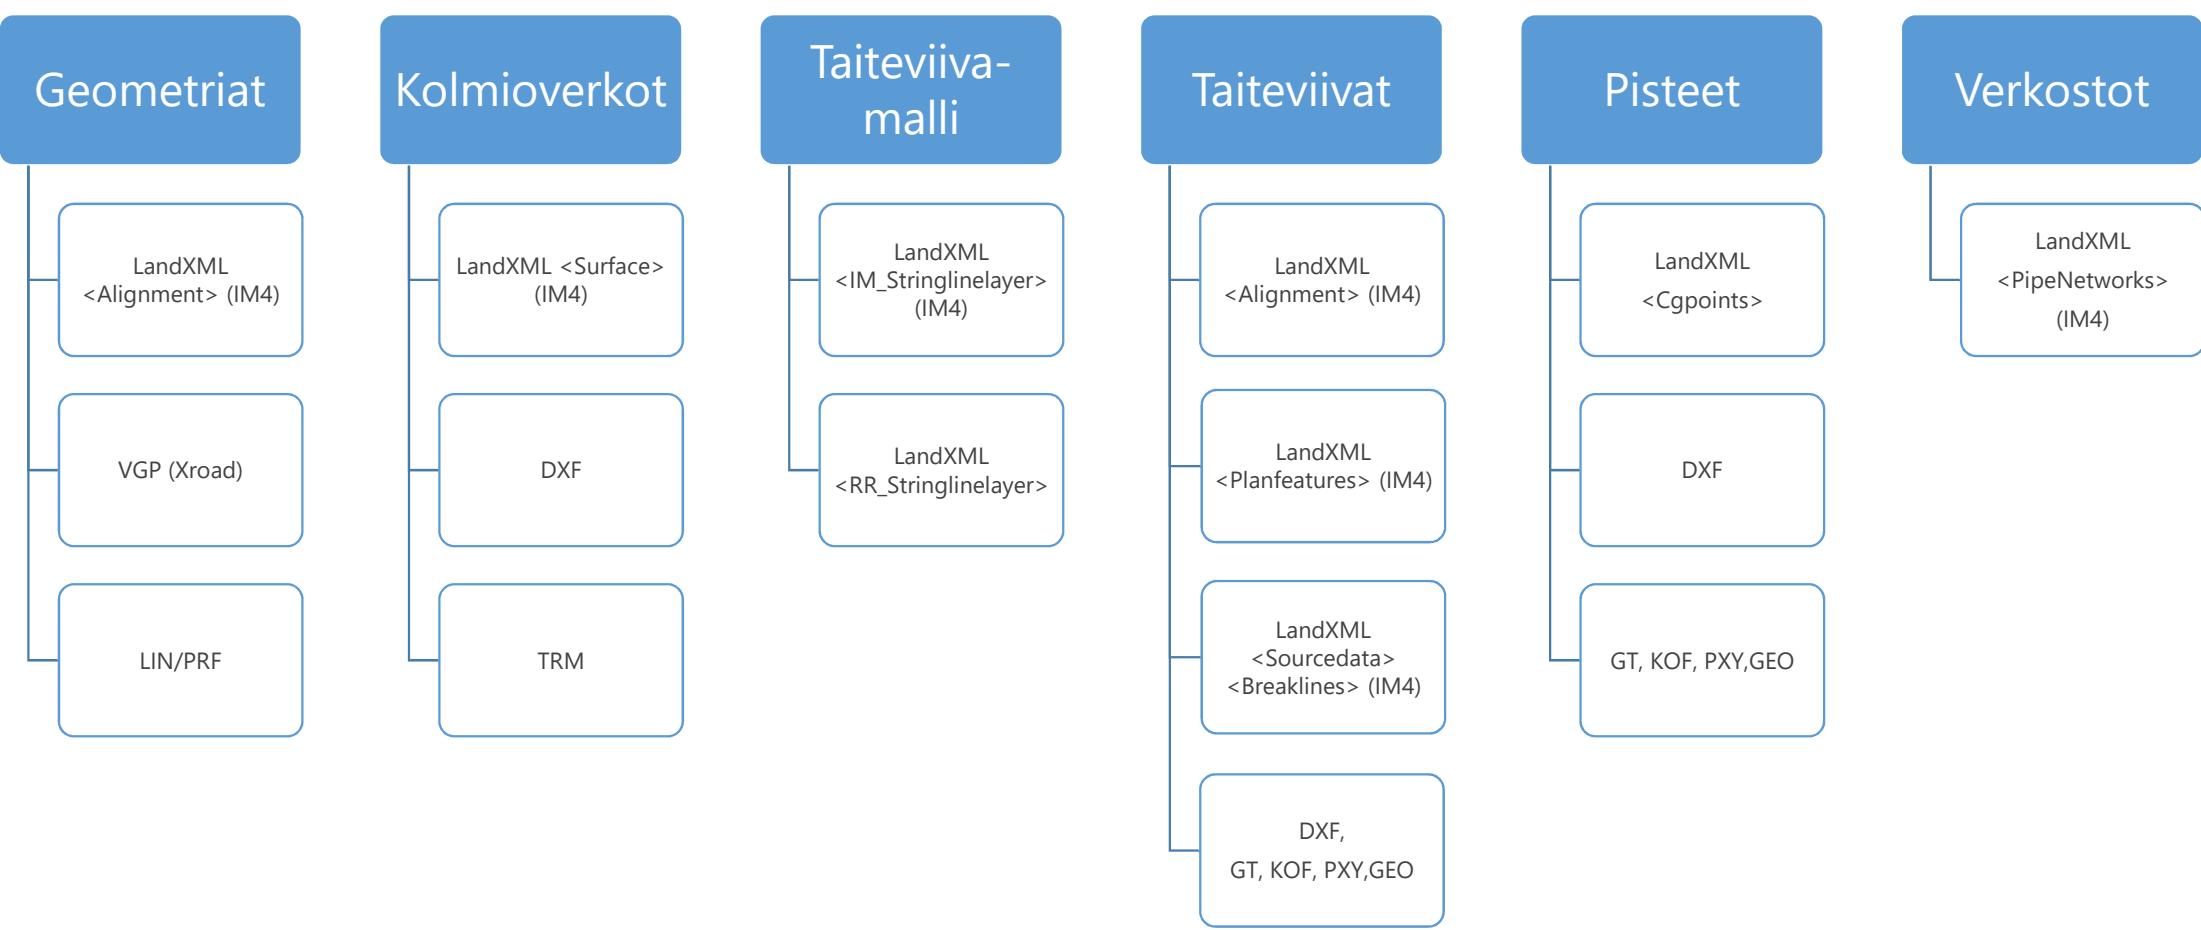 Geometriat
LandXML
<Alignment> (IM4)
VGP (Xroad)
LIN/PRF
Kolmioverkot
LandXML <Surface>
(IM4)
DXF
TRM
Taiteviiva-
malli
LandXML
<IM_Stringlinelayer>
(IM4)
LandXML
<RR_Stringlinelayer>
Taiteviivat
LandXML
<Alignment> (IM4)
LandXML
<Planfeatures> (IM4)
LandXML
<Sourcedata>
<Breaklines> (IM4)
DXF,
GT, KOF, PXY,GEO
Pisteet
LandXML
<Cgpoints>
DXF
GT, KOF, PXY,GEO
Verkostot
LandXML
<PipeNetworks>
(IM4)